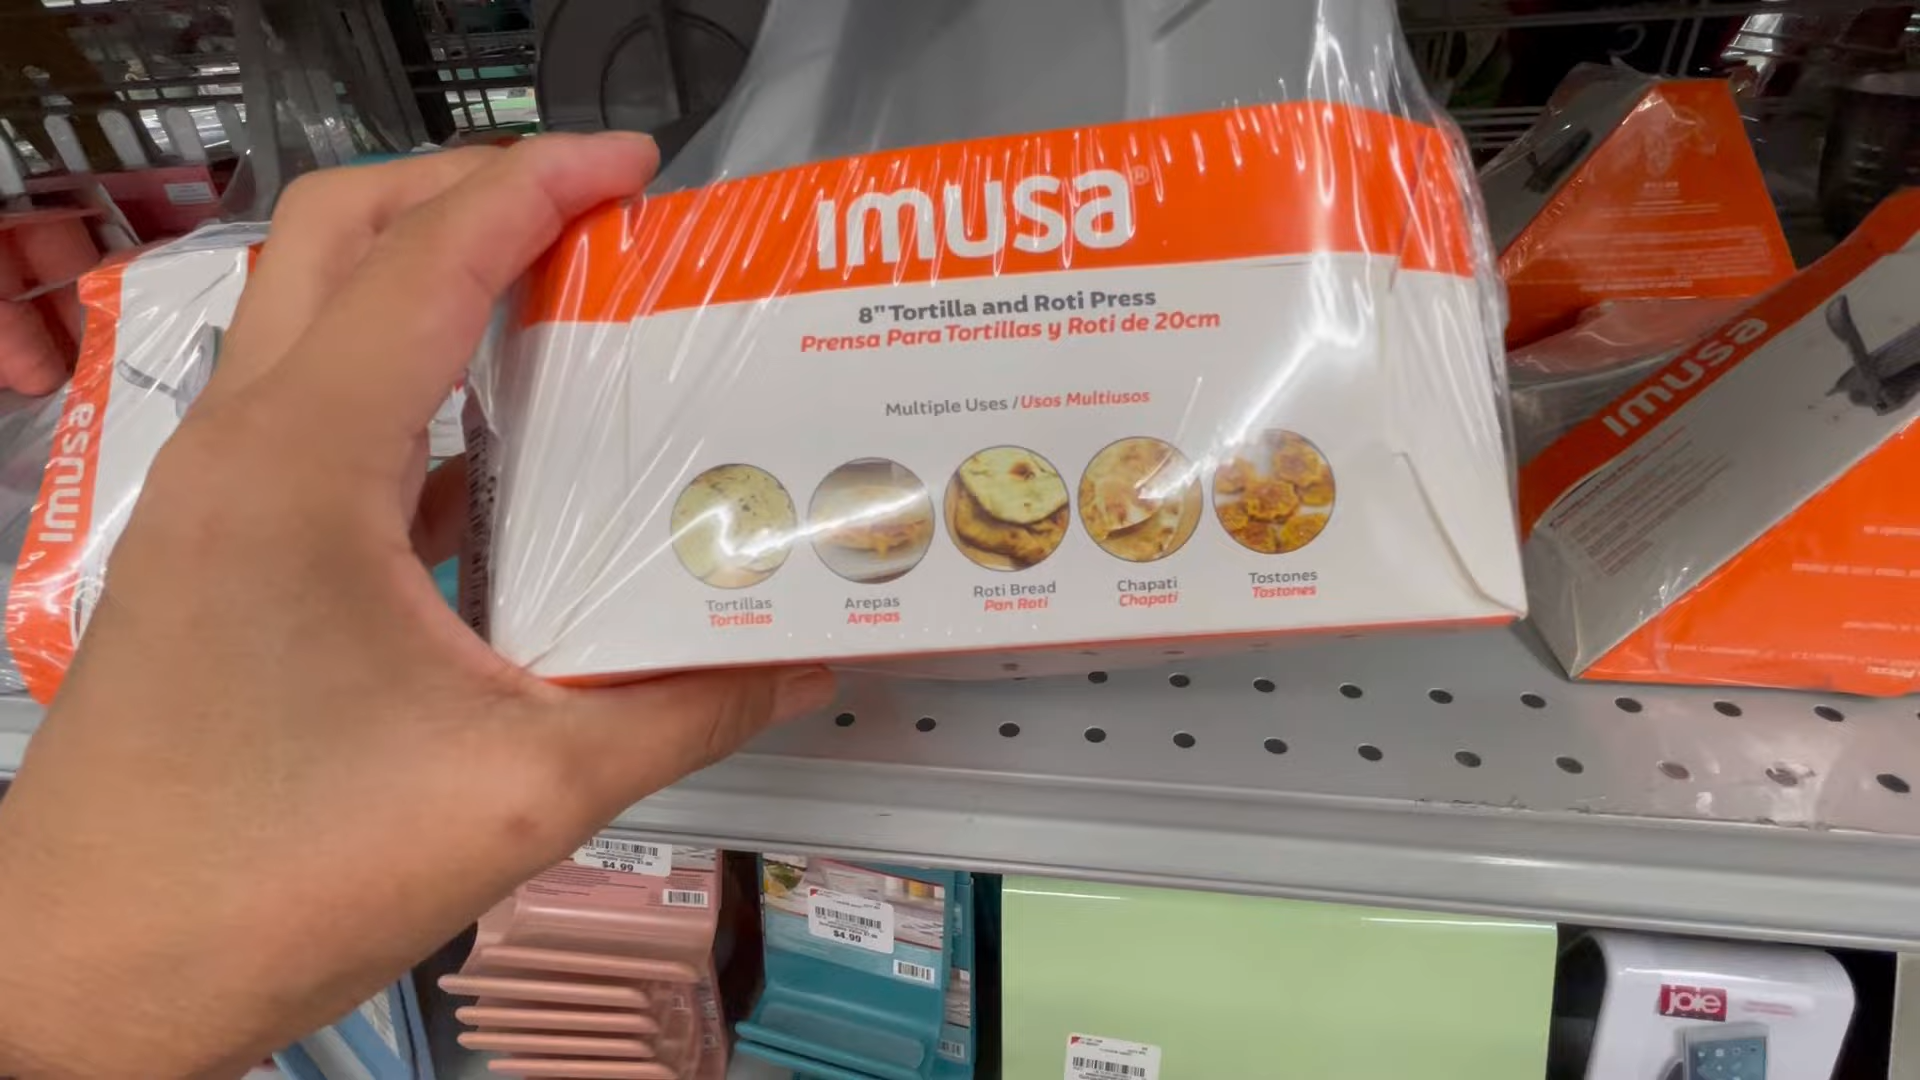 imusa®
8" Tortilla and Roti Press
Prensa Para Tortillas y Roti de 20cm
Multiple Uses / Usos Multiusos
Tortillas
Tortillas
Arepas
Arepas
Roti Bread
Pan Roti
Chapati
Chapati
Tostones
Tostones
imusa
imusa
$4.99
$4.99
joie